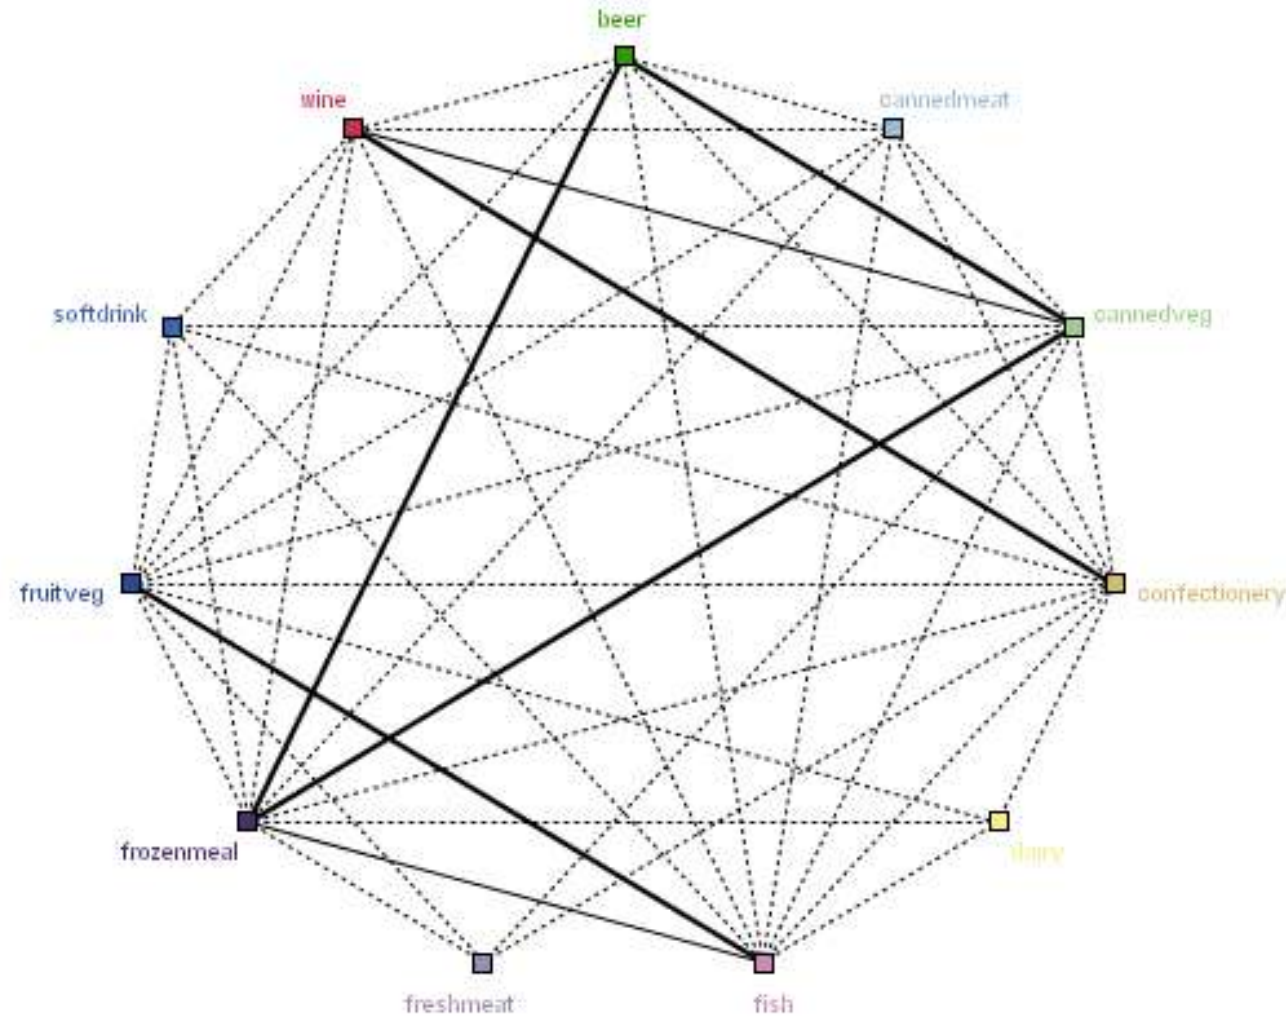 beer
wine
cannedmeat
softdrink
cannedveg
fruitveg
confectionery
frozenmeal
dairy
freshmeat
fish